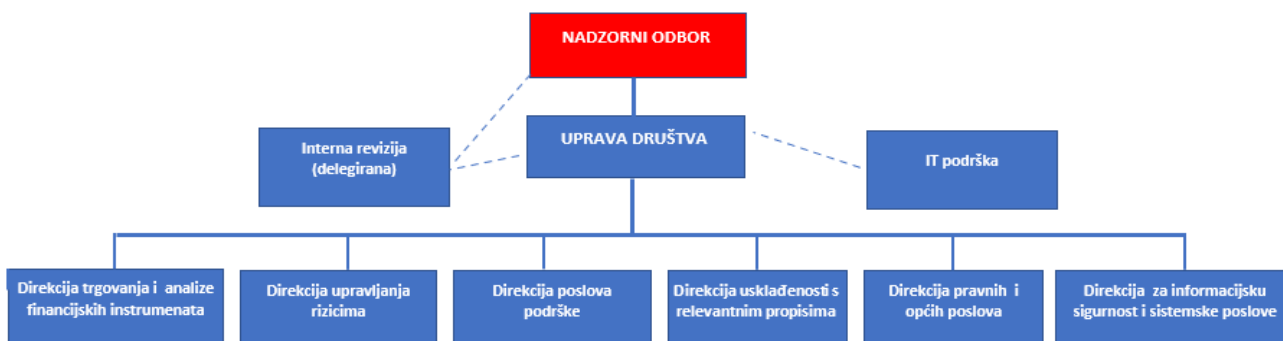 NADZORNI ODBOR
Interna revizija
(delegirana)
UPRAVA DRUŠTVA
IT podrška
Direkcija trgovanja i analize
financijskih instrumenata
Direkcija upravljanja
rizicima
Direkcija poslova
podrške
Direkcija usklađenosti s
relevantnim propisima
Direkcija pravnih i
općih poslova
Direkcija za informacijsku
sigurnost i sistemske poslove